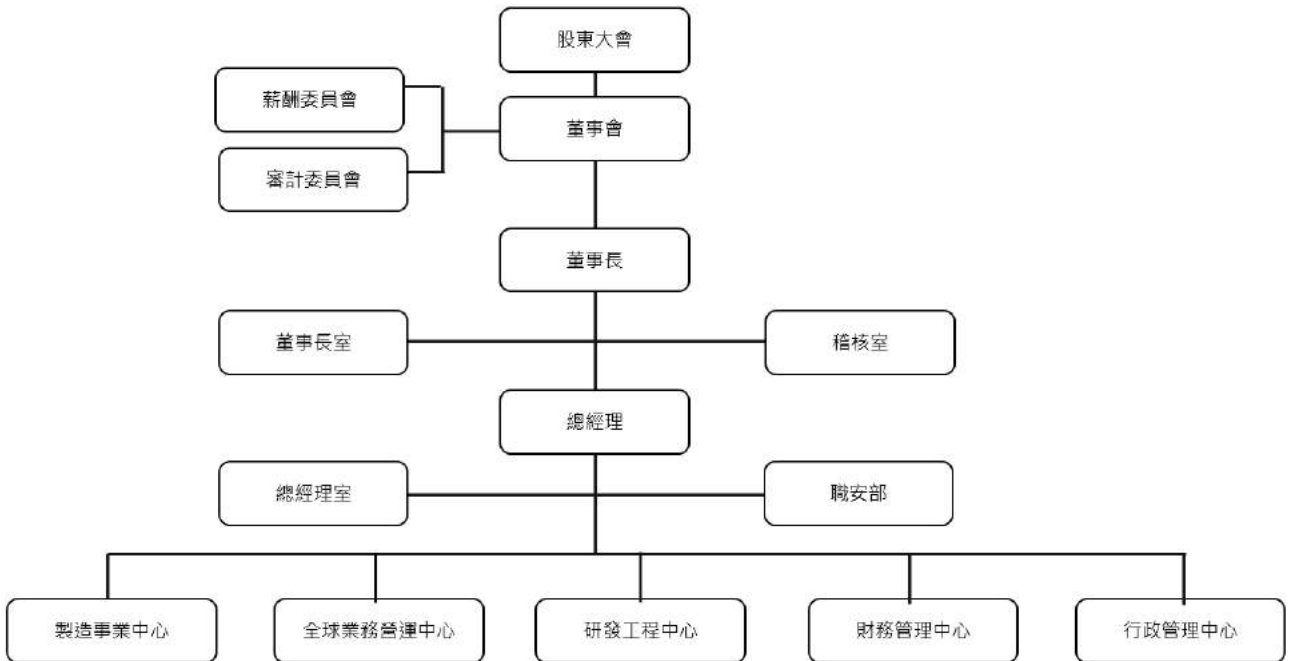 股東大會
薪酬委員會
董事會
審計委員會
董事長
董事長室
稽核室
總經理
總經理室
職安部
製造事業中心
全球業務營運中心
研發工程中心
財務管理中心
行政管理中心